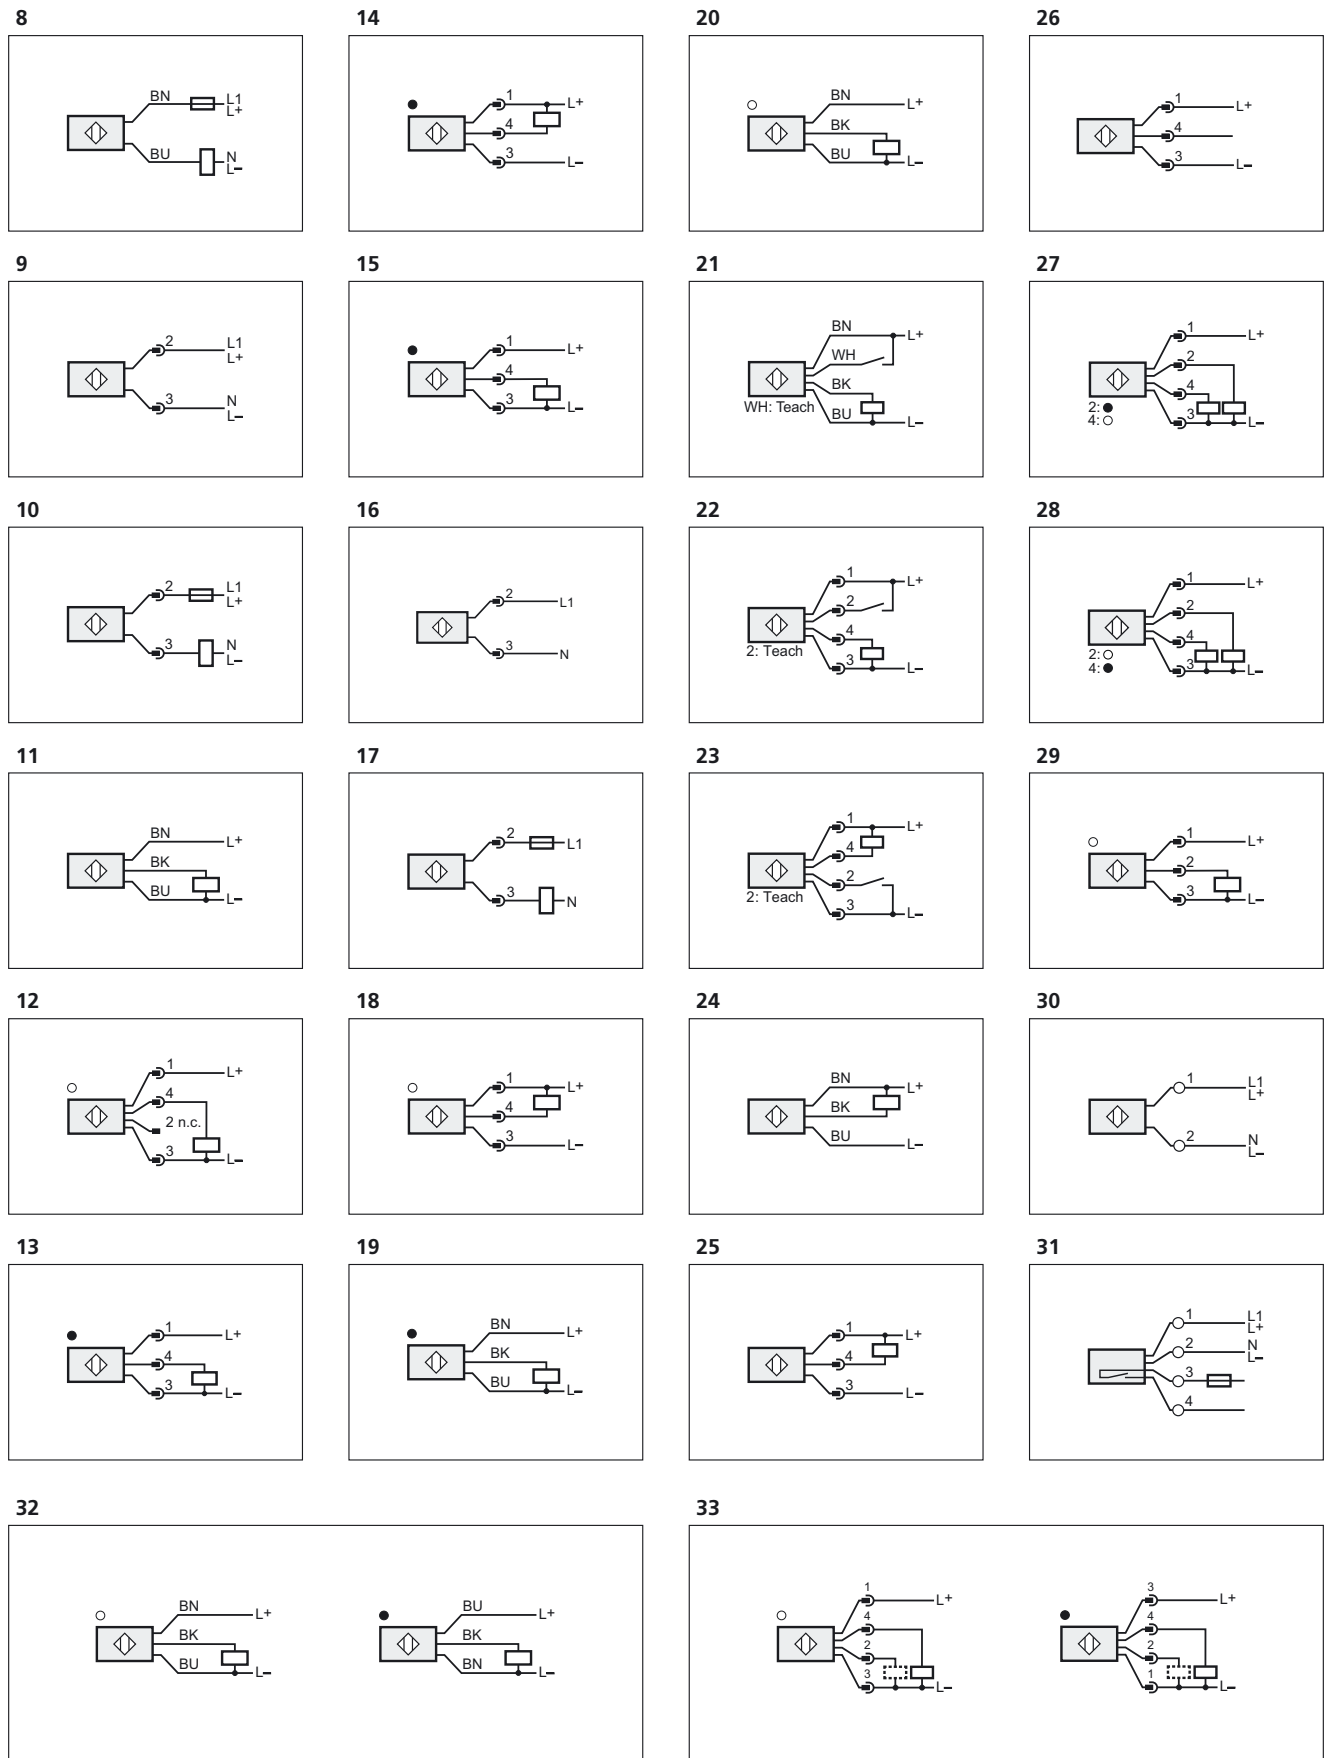 8
BN
L1
L+
BU
N
L–
14
1
L+
4
3
L–
20
BN
L+
BK
BU
L–
26
1
L+
4
3
L–
9
2
L1
L+
3
N
L–
15
1
L+
4
3
L–
21
BN
L+
WH
BK
WH: Teach
BU
L–
27
1
L+
2
4
2:
4:
3
L–
10
2
L1
L+
3
N
L–
16
2
L1
3
N
22
1
L+
2
4
2: Teach
3
L–
28
1
L+
2
4
2:
4:
3
L–
11
BN
L+
BK
BU
L–
17
2
L1
3
N
23
1
L+
4
2
2: Teach
3
L–
29
1
L+
2
3
L–
12
1
L+
4
2 n.c.
3
L–
18
1
L+
4
3
L–
24
BN
L+
BK
BU
L–
30
1
L1
L+
2
N
L–
13
1
L+
4
3
L–
19
BN
L+
BK
BU
L–
25
1
L+
4
3
L–
31
1
L1
L+
2
N
L–
3
4
32
BN
L+
BK
BU
L–
BU
L+
BK
BN
L–
33
1
L+
4
2
3
L–
3
L+
4
2
1
L–